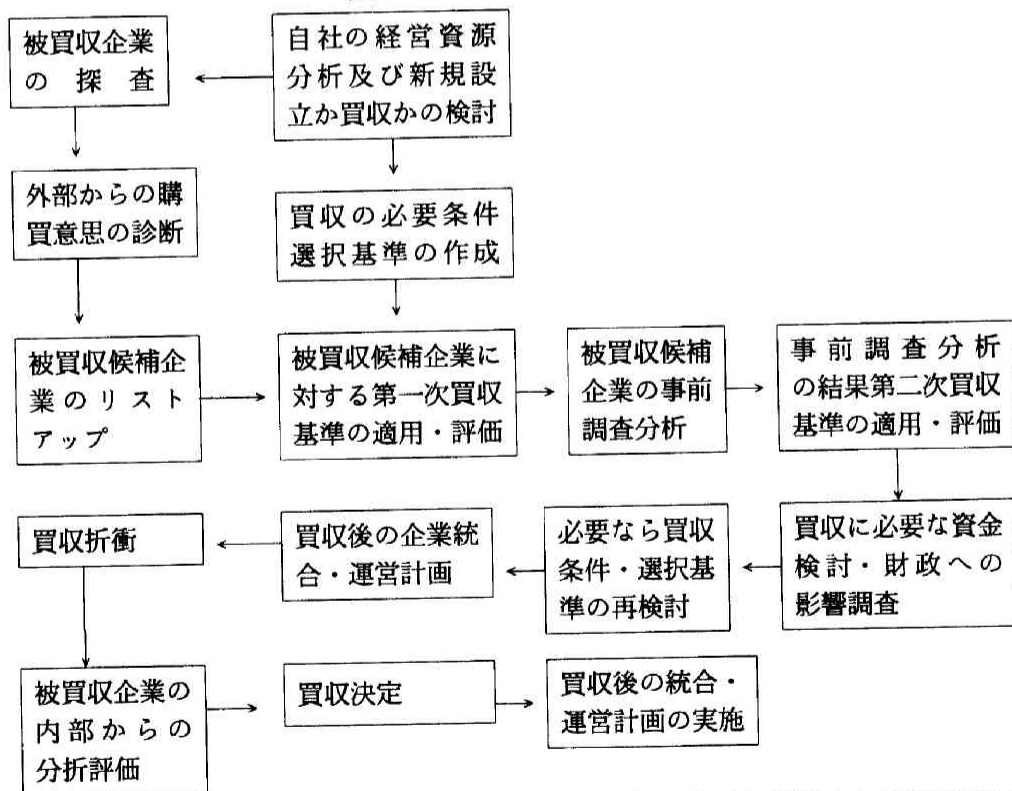 被買収企業
の探査
自社の経営資源
分析及び新規設
立か買収かの検討
外部からの購
買意思の診断
買収の必要条件
選択基準の作成
被買収候補企
業のリスト
アップ
被買収候補企業に
対する第一次買収
基準の適用・評価
被買収候補
企業の事前
調査分析
事前調査分析
の結果第二次買収
基準の適用・評価
買収折衝
買収後の企業統
合・運営計画
必要なら買収
条件・選択基
準の再検討
買収に必要な資金
検討・財政への
影響調査
被買収企業の
内部からの
分折評価
買収決定
買収後の統合・
運営計画の実施